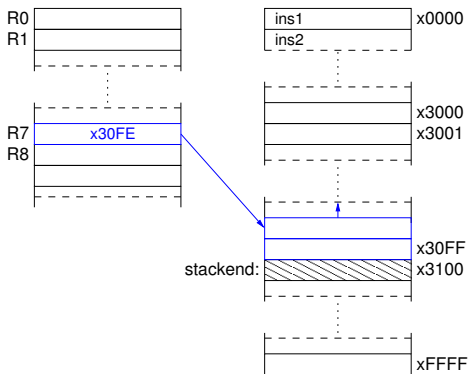 R0
R1
R7 x30FE
R8
ins1 x0000
ins2
x3000
x3001
x30FF
stackend: x3100
xFFFF